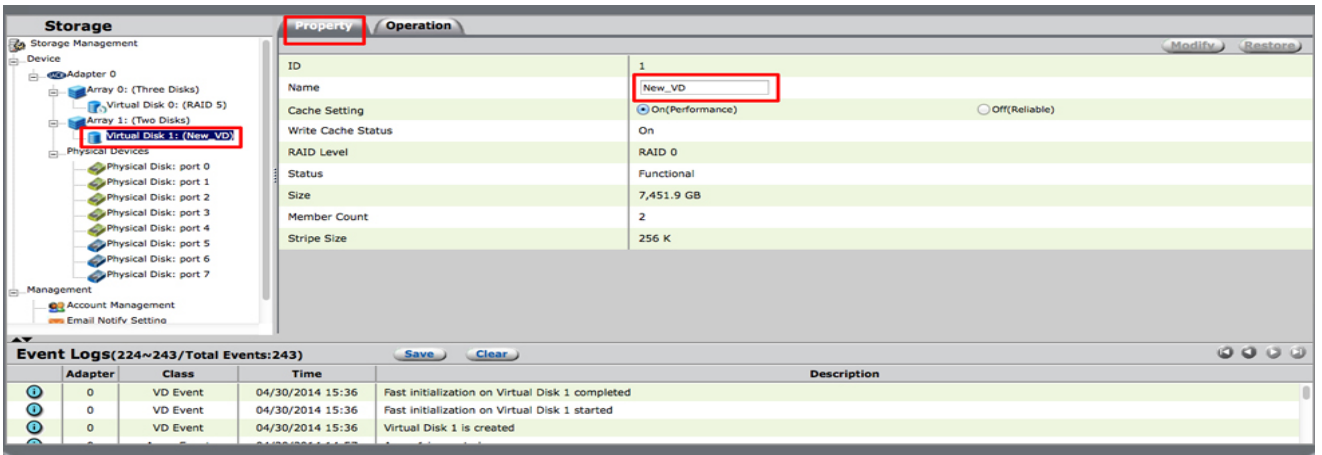 Storage
Storage Management
Device
Adapter 0
Array 0: (Three Disks)
Virtual Disk 0: (RAID 5)
Array 1: (Two Disks)
Virtual Disk 1: (New_VD)
Physical Devices
Physical Disk: port 0
Physical Disk: port 1
Physical Disk: port 2
Physical Disk: port 3
Physical Disk: port 4
Physical Disk: port 5
Physical Disk: port 6
Physical Disk: port 7
Management
Account Management
Email Notify Setting
Property Operation
Modify Restore
ID 1
Name New_VD
Cache Setting On(Performance) Off(Reliable)
Write Cache Status On
RAID Level RAID 0
Status Functional
Size 7,451.9 GB
Member Count 2
Stripe Size 256 K
Event Logs(224~243/Total Events:243) Save Clear
Adapter Class Time Description
0 VD Event 04/30/2014 15:36 Fast initialization on Virtual Disk 1 completed
0 VD Event 04/30/2014 15:36 Fast initialization on Virtual Disk 1 started
0 VD Event 04/30/2014 15:36 Virtual Disk 1 is created